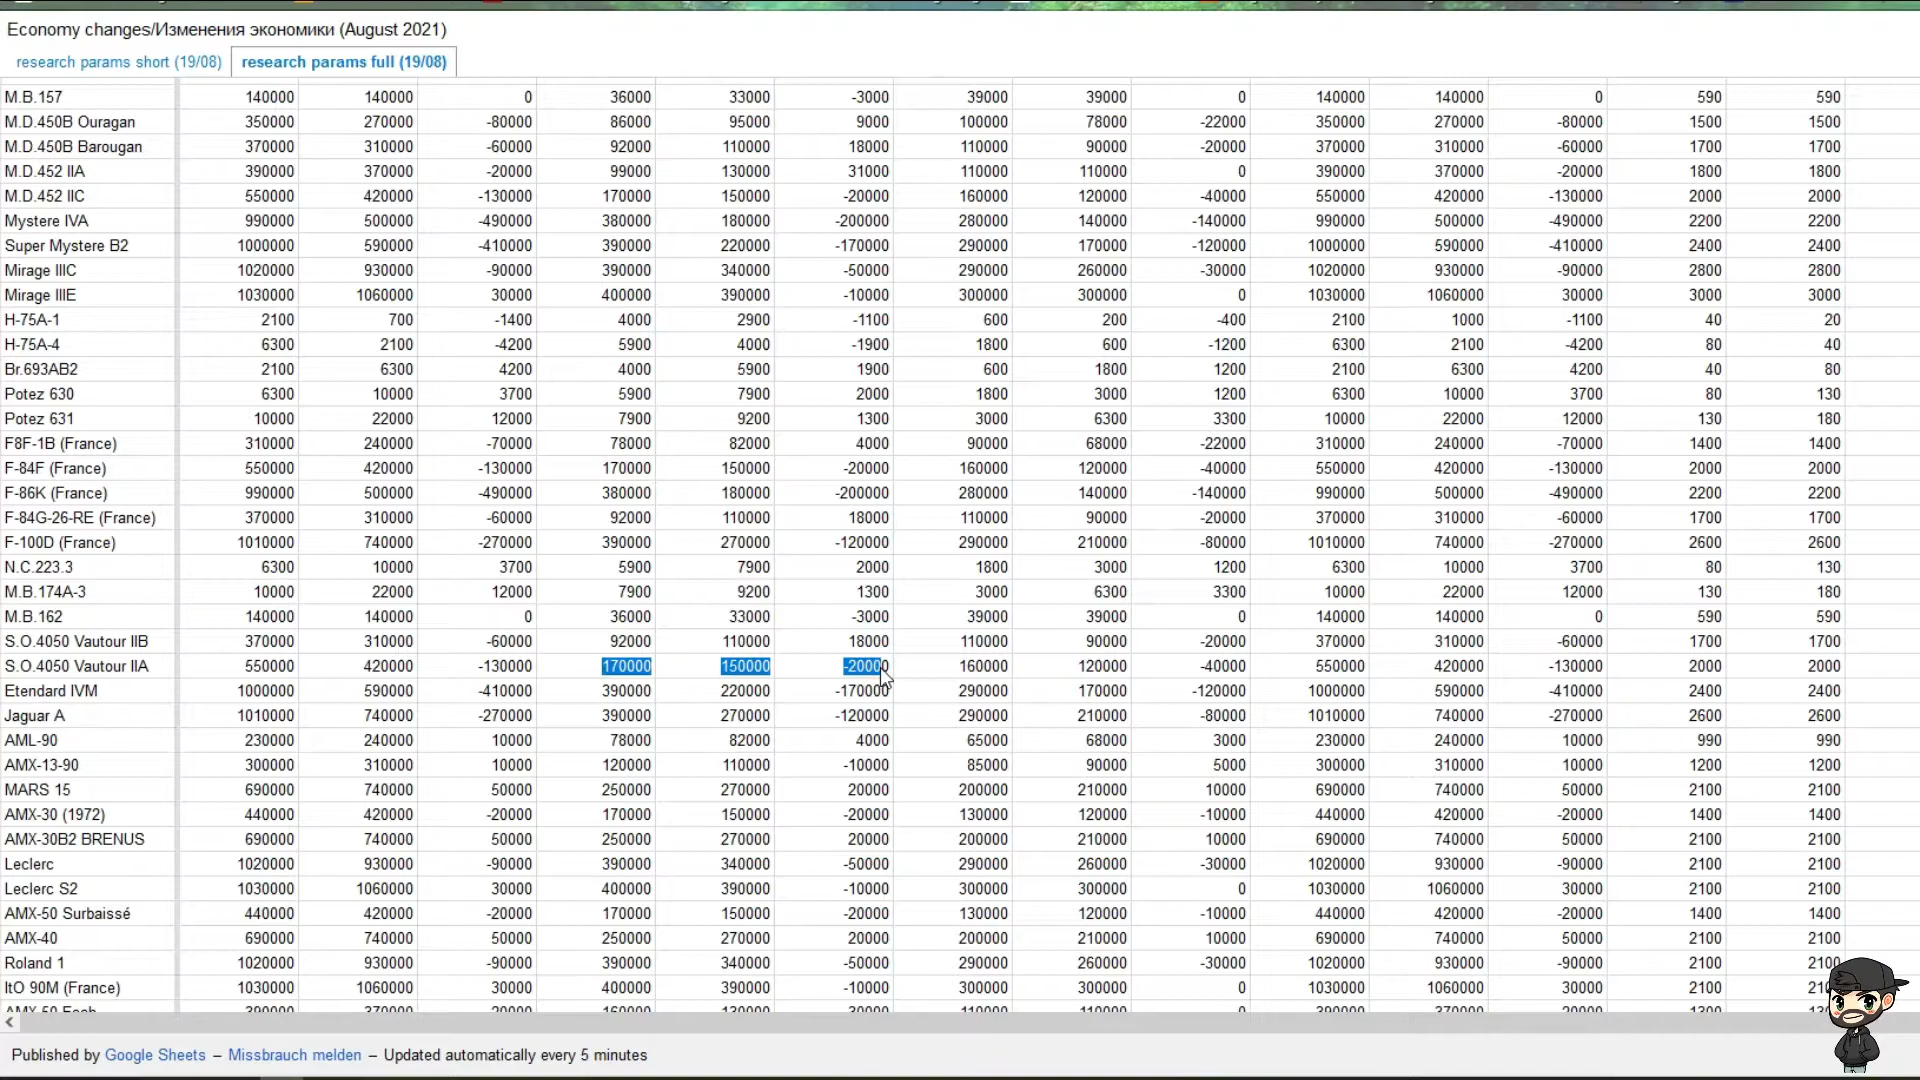 Economy changes/Изменения экономики (August 2021)
research params short (19/08) research params full (19/08)
M.B.157 140000 140000 0 36000 33000 -3000 39000 39000 0 140000 140000 0 590 590
M.D.450B Ouragan 350000 270000 -80000 86000 95000 9000 100000 78000 -22000 350000 270000 -80000 1500 1500
M.D.450B Barougan 370000 310000 -60000 92000 110000 18000 110000 90000 -20000 370000 310000 -60000 1700 1700
M.D.452 IIA 390000 370000 -20000 99000 130000 31000 110000 110000 0 390000 370000 -20000 1800 1800
M.D.452 IIC 550000 420000 -130000 170000 150000 -20000 160000 120000 -40000 550000 420000 -130000 2000 2000
Mystere IVA 990000 500000 -490000 380000 180000 -200000 280000 140000 -140000 990000 500000 -490000 2200 2200
Super Mystere B2 1000000 590000 -410000 390000 220000 -170000 290000 170000 -120000 1000000 590000 -410000 2400 2400
Mirage IIIC 1020000 930000 -90000 390000 340000 -50000 290000 260000 -30000 1020000 930000 -90000 2800 2800
Mirage IIIE 1030000 1060000 30000 400000 390000 -10000 300000 300000 0 1030000 1060000 30000 3000 3000
H-75A-1 2100 700 -1400 4000 2900 -1100 600 200 -400 2100 1000 -1100 40 20
H-75A-4 6300 2100 -4200 5900 4000 -1900 1800 600 -1200 6300 2100 -4200 80 40
Br.693AB2 2100 6300 4200 4000 5900 1900 600 1800 1200 2100 6300 4200 40 80
Potez 630 6300 10000 3700 5900 7900 2000 1800 3000 1200 6300 10000 3700 80 130
Potez 631 10000 22000 12000 7900 9200 1300 3000 6300 3300 10000 22000 12000 130 180
F8F-1B (France) 310000 240000 -70000 78000 82000 4000 90000 68000 -22000 310000 240000 -70000 1400 1400
F-84F (France) 550000 420000 -130000 170000 150000 -20000 160000 120000 -40000 550000 420000 -130000 2000 2000
F-86K (France) 990000 500000 -490000 380000 180000 -200000 280000 140000 -140000 990000 500000 -490000 2200 2200
F-84G-26-RE (France) 370000 310000 -60000 92000 110000 18000 110000 90000 -20000 370000 310000 -60000 1700 1700
F-100D (France) 1010000 740000 -270000 390000 270000 -120000 290000 210000 -80000 1010000 740000 -270000 2600 2600
N.C.223.3 6300 10000 3700 5900 7900 2000 1800 3000 1200 6300 10000 3700 80 130
M.B.174A-3 10000 22000 12000 7900 9200 1300 3000 6300 3300 10000 22000 12000 130 180
M.B.162 140000 140000 0 36000 33000 -3000 39000 39000 0 140000 140000 0 590 590
S.O.4050 Vautour IIB 370000 310000 -60000 92000 110000 18000 110000 90000 -20000 370000 310000 -60000 1700 1700
S.O.4050 Vautour IIA 550000 420000 -130000 170000 150000 -20000 160000 120000 -40000 550000 420000 -130000 2000 2000
Etendard IVM 1000000 590000 -410000 390000 220000 -170000 290000 170000 -120000 1000000 590000 -410000 2400 2400
Jaguar A 1010000 740000 -270000 390000 270000 -120000 290000 210000 -80000 1010000 740000 -270000 2600 2600
AML-90 230000 240000 10000 78000 82000 4000 65000 68000 3000 230000 240000 10000 990 990
AMX-13-90 300000 310000 10000 120000 110000 -10000 85000 90000 5000 300000 310000 10000 1200 1200
MARS 15 690000 740000 50000 250000 270000 20000 200000 210000 10000 690000 740000 50000 2100 2100
AMX-30 (1972) 440000 420000 -20000 170000 150000 -20000 130000 120000 -10000 440000 420000 -20000 1400 1400
AMX-30B2 BRENUS 690000 740000 50000 250000 270000 20000 200000 210000 10000 690000 740000 50000 2100 2100
Leclerc 1020000 930000 -90000 390000 340000 -50000 290000 260000 -30000 1020000 930000 -90000 2100 2100
Leclerc S2 1030000 1060000 30000 400000 390000 -10000 300000 300000 0 1030000 1060000 30000 2100 2100
AMX-50 Surbaissé 440000 420000 -20000 170000 150000 -20000 130000 120000 -10000 440000 420000 -20000 1400 1400
AMX-40 690000 740000 50000 250000 270000 20000 200000 210000 10000 690000 740000 50000 2100 2100
Roland 1 1020000 930000 -90000 390000 340000 -50000 290000 260000 -30000 1020000 930000 -90000 2100 2100
ItO 90M (France) 1030000 1060000 30000 400000 390000 -10000 300000 300000 0 1030000 1060000 30000 2100
Published by Google Sheets – Missbrauch melden – Updated automatically every 5 minutes